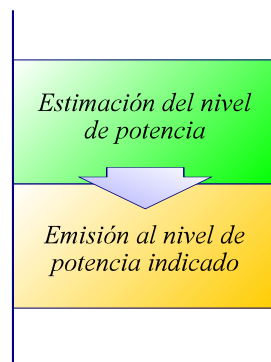 Estimación del nivel
de potencia
Emisión al nivel de
potencia indicado